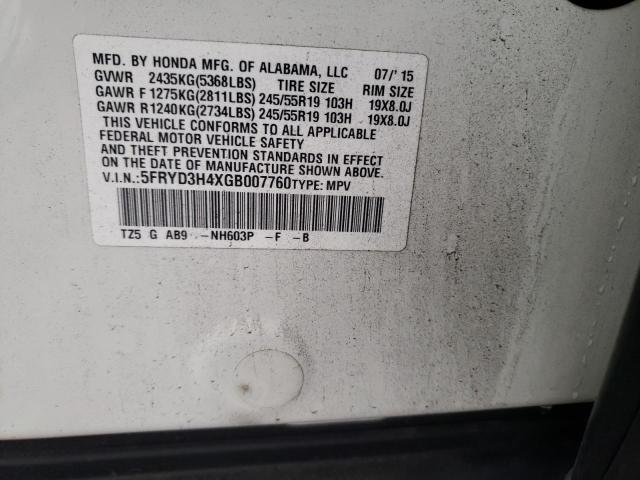 MFD. BY HONDA MFG. OF ALABAMA, LLC 07/'15
GVWR 2435KG(5368LBS) TIRE SIZE RIM SIZE
GAWR F 1275KG(2811LBS) 245/55R19 103H 19X8.0J
GAWR R1240KG(2734LBS) 245/55R19 103H 19X8.0J
THIS VEHICLE CONFORMS TO ALL APPLICABLE
FEDERAL MOTOR VEHICLE SAFETY
AND THEFT PREVENTION STANDARDS IN EFFECT
ON THE DATE OF MANUFACTURE SHOWN ABOVE.
V.I.N.: 5FRYD3H4XGB007760 TYPE: MPV
TZ5 G AB9 -NH603P -F -B